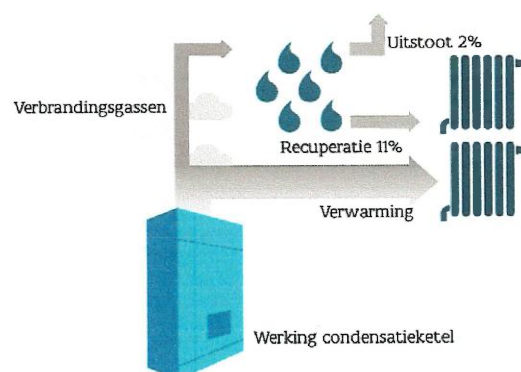 Uitstoot 2%
Verbrandingsgassen
Recuperatie 11%
Verwarming
Werking condensatieketel